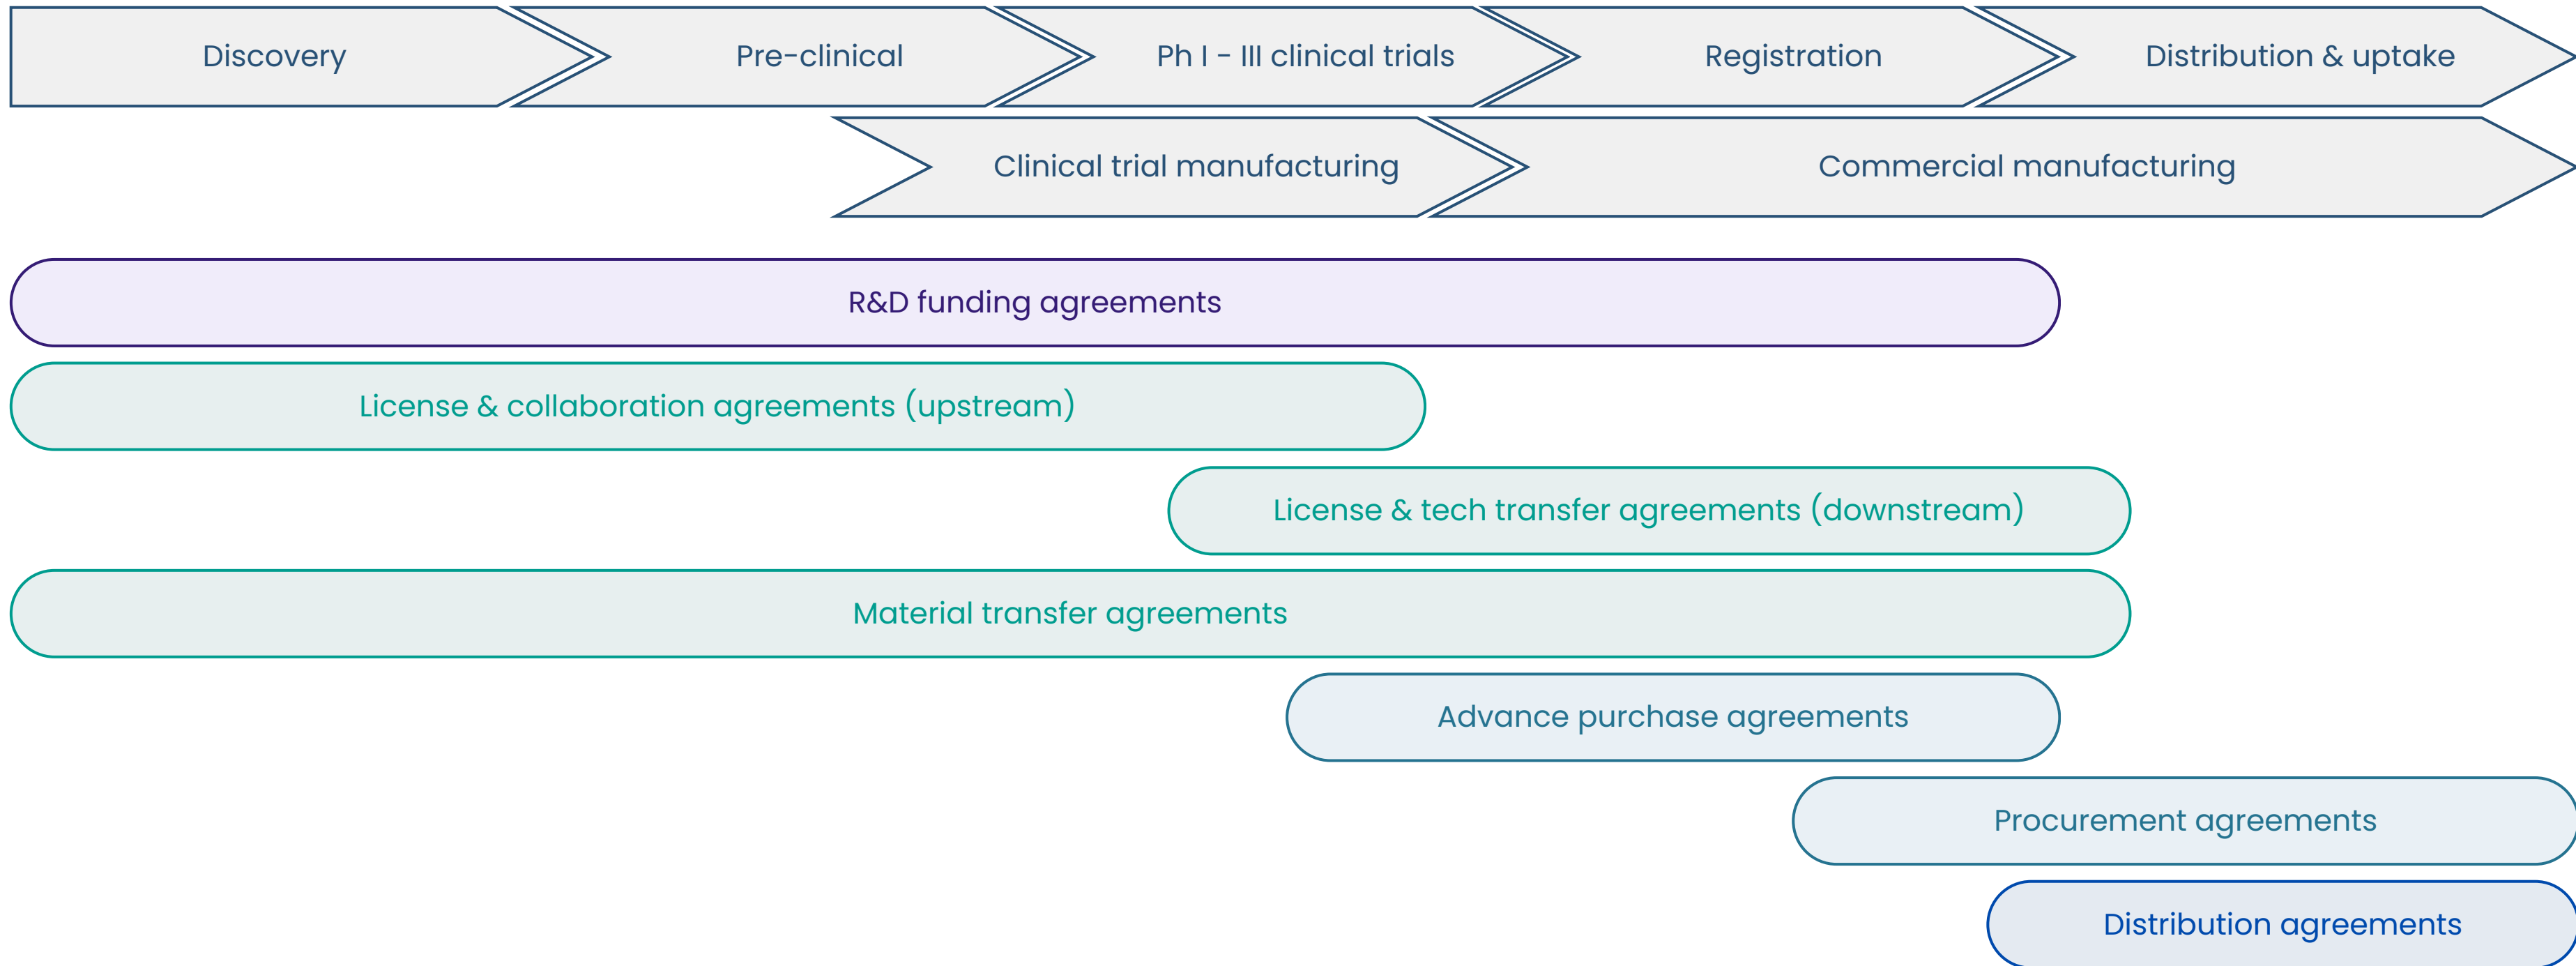 Discovery
Pre-clinical
Ph I - III clinical trials
Registration
Distribution & uptake
Clinical trial manufacturing
Commercial manufacturing
R&D funding agreements
License & collaboration agreements (upstream)
License & tech transfer agreements (downstream)
Material transfer agreements
Advance purchase agreements
Procurement agreements
Distribution agreements